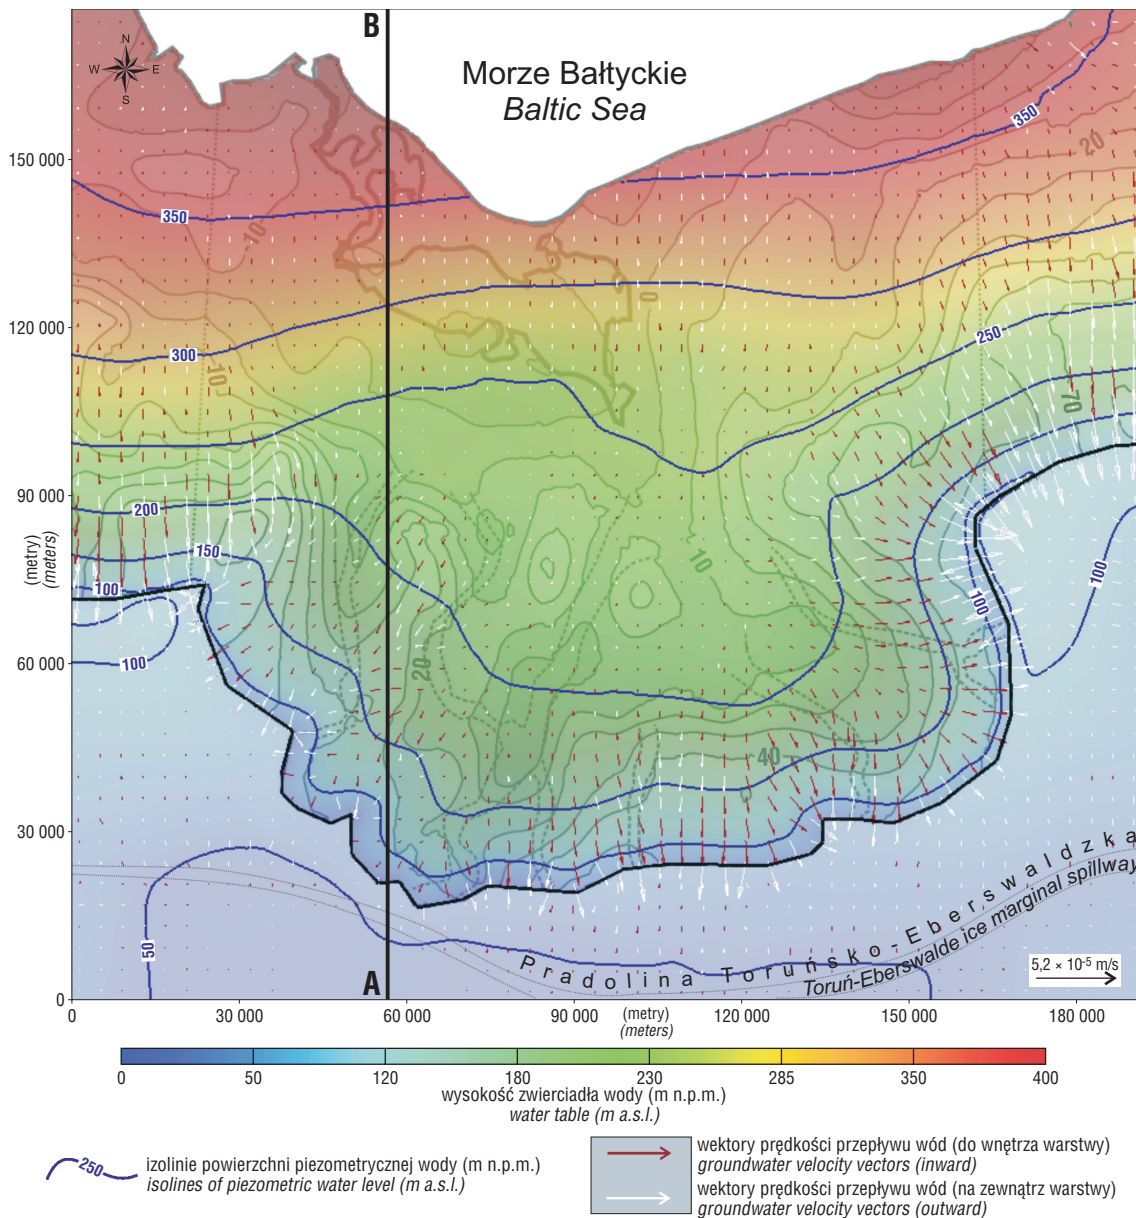 B
N
W E
S
Morze Bałtyckie
Baltic Sea
350
20
150 000
350
10
0
120 000
300
250
10
70
90 000
200
150
10
(metry)
(meters)
100
100
100
100
60 000
20
40
30 000
50
Pradolina Toruńsko-Eberswaldzka
Toruń-Eberswalde ice marginal spillway
A
5,2 × 10-5 m/s
0
0 30 000 60 000 90 000 (metry) 120 000 150 000 180 000
(meters)
0 50 120 180 230 285 350 400
wysokość zwierciadła wody (m n.p.m.)
water table (m a.s.l.)
250
izolinie powierzchni piezometrycznej wody (m n.p.m.)
isolines of piezometric water level (m a.s.l.)
wektory prędkości przepływu wód (do wnętrza warstwy)
groundwater velocity vectors (inward)
wektory prędkości przepływu wód (na zewnątrz warstwy)
groundwater velocity vectors (outward)